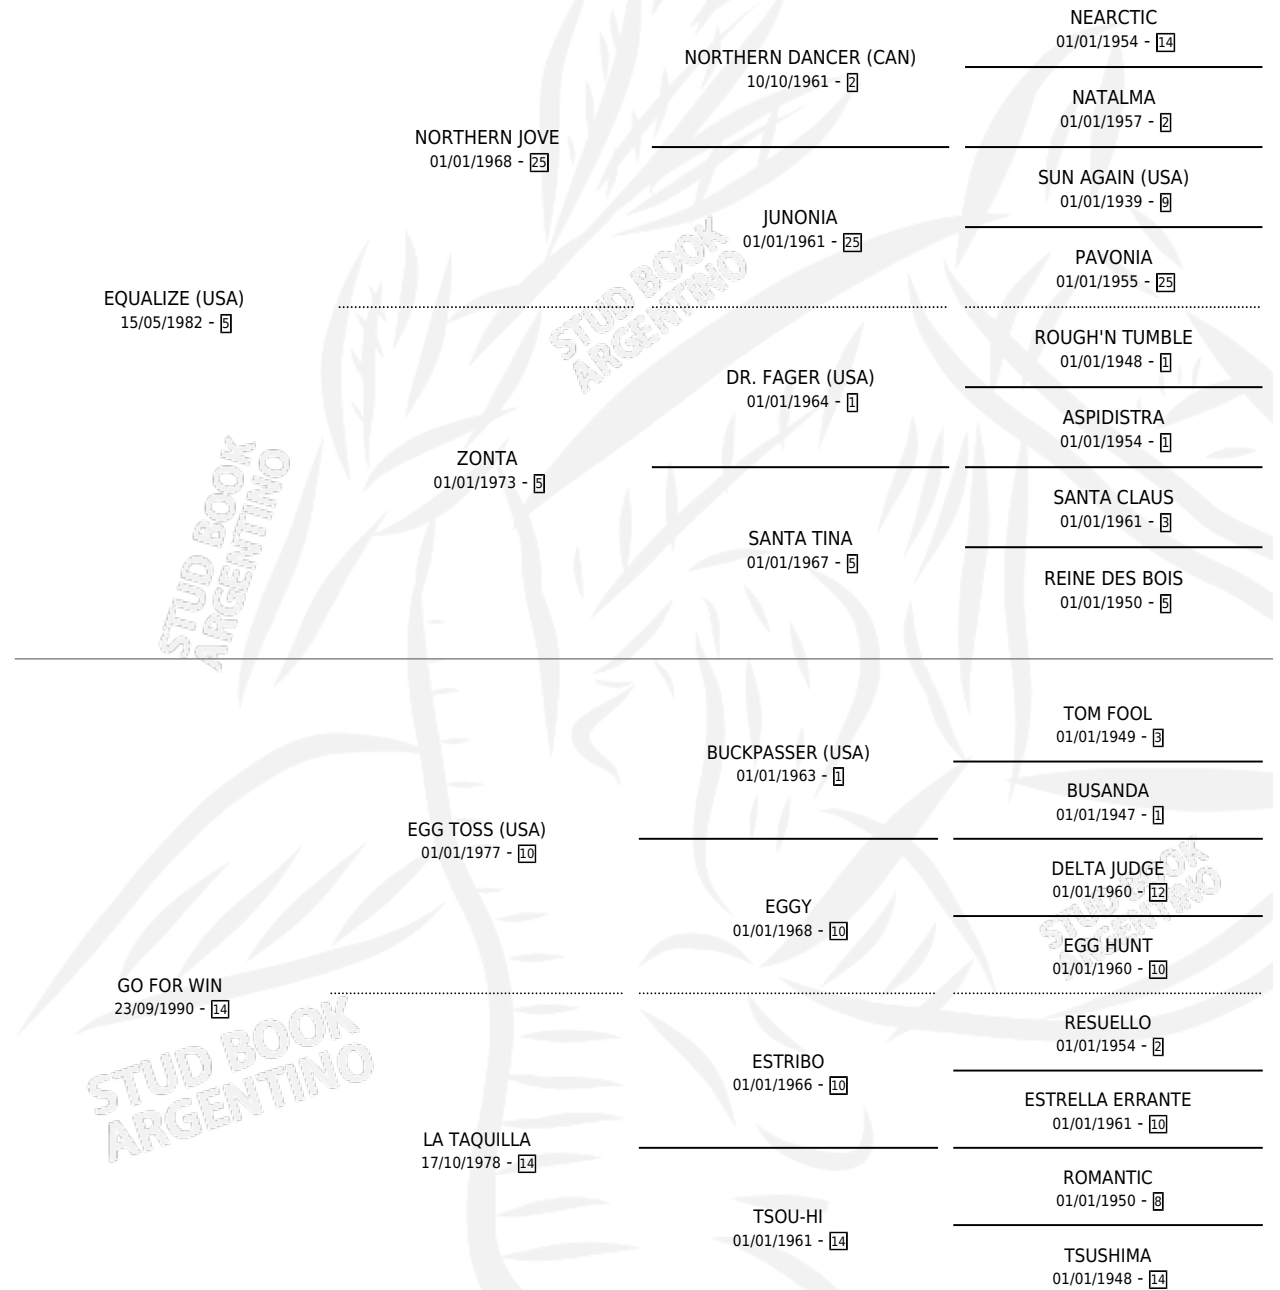 NEARCTIC
01/01/1954 - 14
NORTHERN DANCER (CAN)
10/10/1961 - 2
NATALMA
01/01/1957 - 2
NORTHERN JOVE
01/01/1968 - 25
SUN AGAIN (USA)
01/01/1939 - 9
JUNONIA
01/01/1961 - 25
PAVONIA
01/01/1955 - 25
EQUALIZE (USA)
15/05/1982 - 5
STUD BOOK
ARGENTINO
ROUGH'N TUMBLE
01/01/1948 - 1
DR. FAGER (USA)
01/01/1964 - 1
ASPIDISTRA
01/01/1954 - 1
ZONTA
01/01/1973 - 5
SANTA CLAUS
01/01/1961 - 3
SANTA TINA
01/01/1967 - 5
REINE DES BOIS
01/01/1950 - 5
STUD BOOK
ARGENTINO
TOM FOOL
01/01/1949 - 3
BUCKPASSER (USA)
01/01/1963 - 1
BUSANDA
01/01/1947 - 1
EGG TOSS (USA)
01/01/1977 - 10
DELTA JUDGE
01/01/1960 - 12
EGGY
01/01/1968 - 10
STUD BOOK
ARGENTINO
EGG HUNT
01/01/1960 - 10
GO FOR WIN
23/09/1990 - 14
RESUELLO
01/01/1954 - 2
ESTRIBO
01/01/1966 - 10
ESTRELLA ERRANTE
01/01/1961 - 10
STUD BOOK
ARGENTINO
LA TAQUILLA
17/10/1978 - 14
ROMANTIC
01/01/1950 - 8
TSOU-HI
01/01/1961 - 14
TSUSHIMA
01/01/1948 - 14